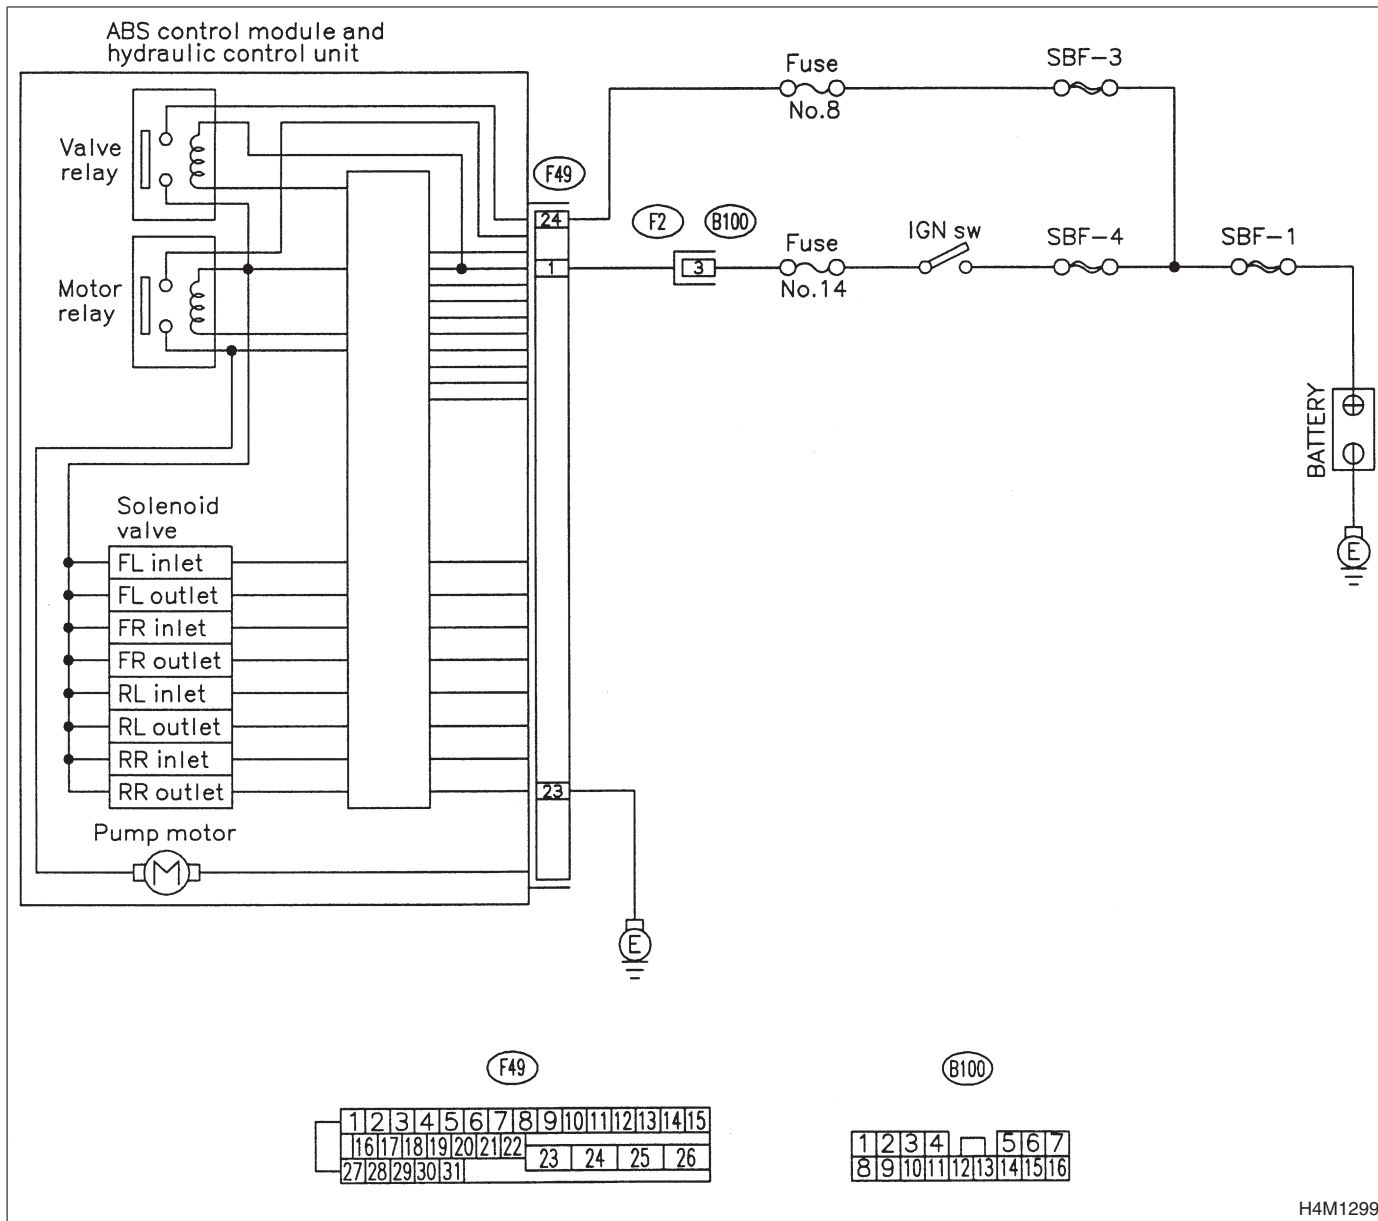 ABS control module and
hydraulic control unit
Valve
relay
Motor
relay
F49
24
1
23
F2
B100
3
Fuse
No.8
SBF-3
Fuse
No.14
IGN sw
SBF-4
SBF-1
BATTERY
E
Solenoid
valve
FL inlet
FL outlet
FR inlet
FR outlet
RL inlet
RL outlet
RR inlet
RR outlet
Pump motor
M
E
F49
1 2 3 4 5 6 7 8 9 10 11 12 13 14 15
16 17 18 19 20 21 22
23 24 25 26
27 28 29 30 31
B100
1 2 3 4 5 6 7
8 9 10 11 12 13 14 15 16
H4M1299